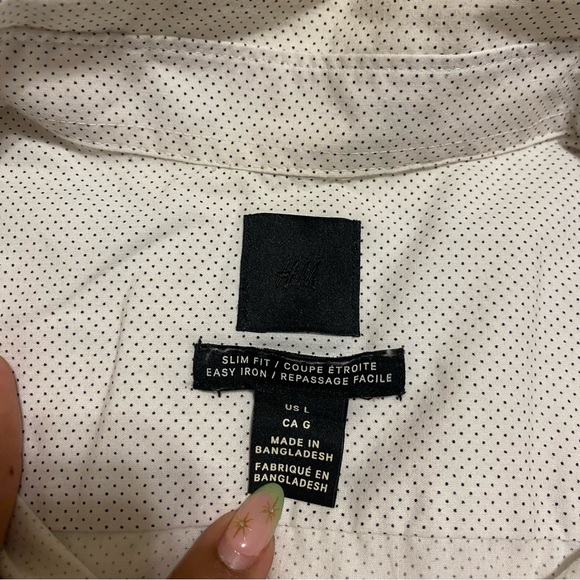 H&M
SLIM FIT / COUPE ÉTROITE
EASY IRON / REPASSAGE FACILE
US L
CA G
MADE IN
BANGLADESH
FABRIQUÉ EN
BANGLADESH